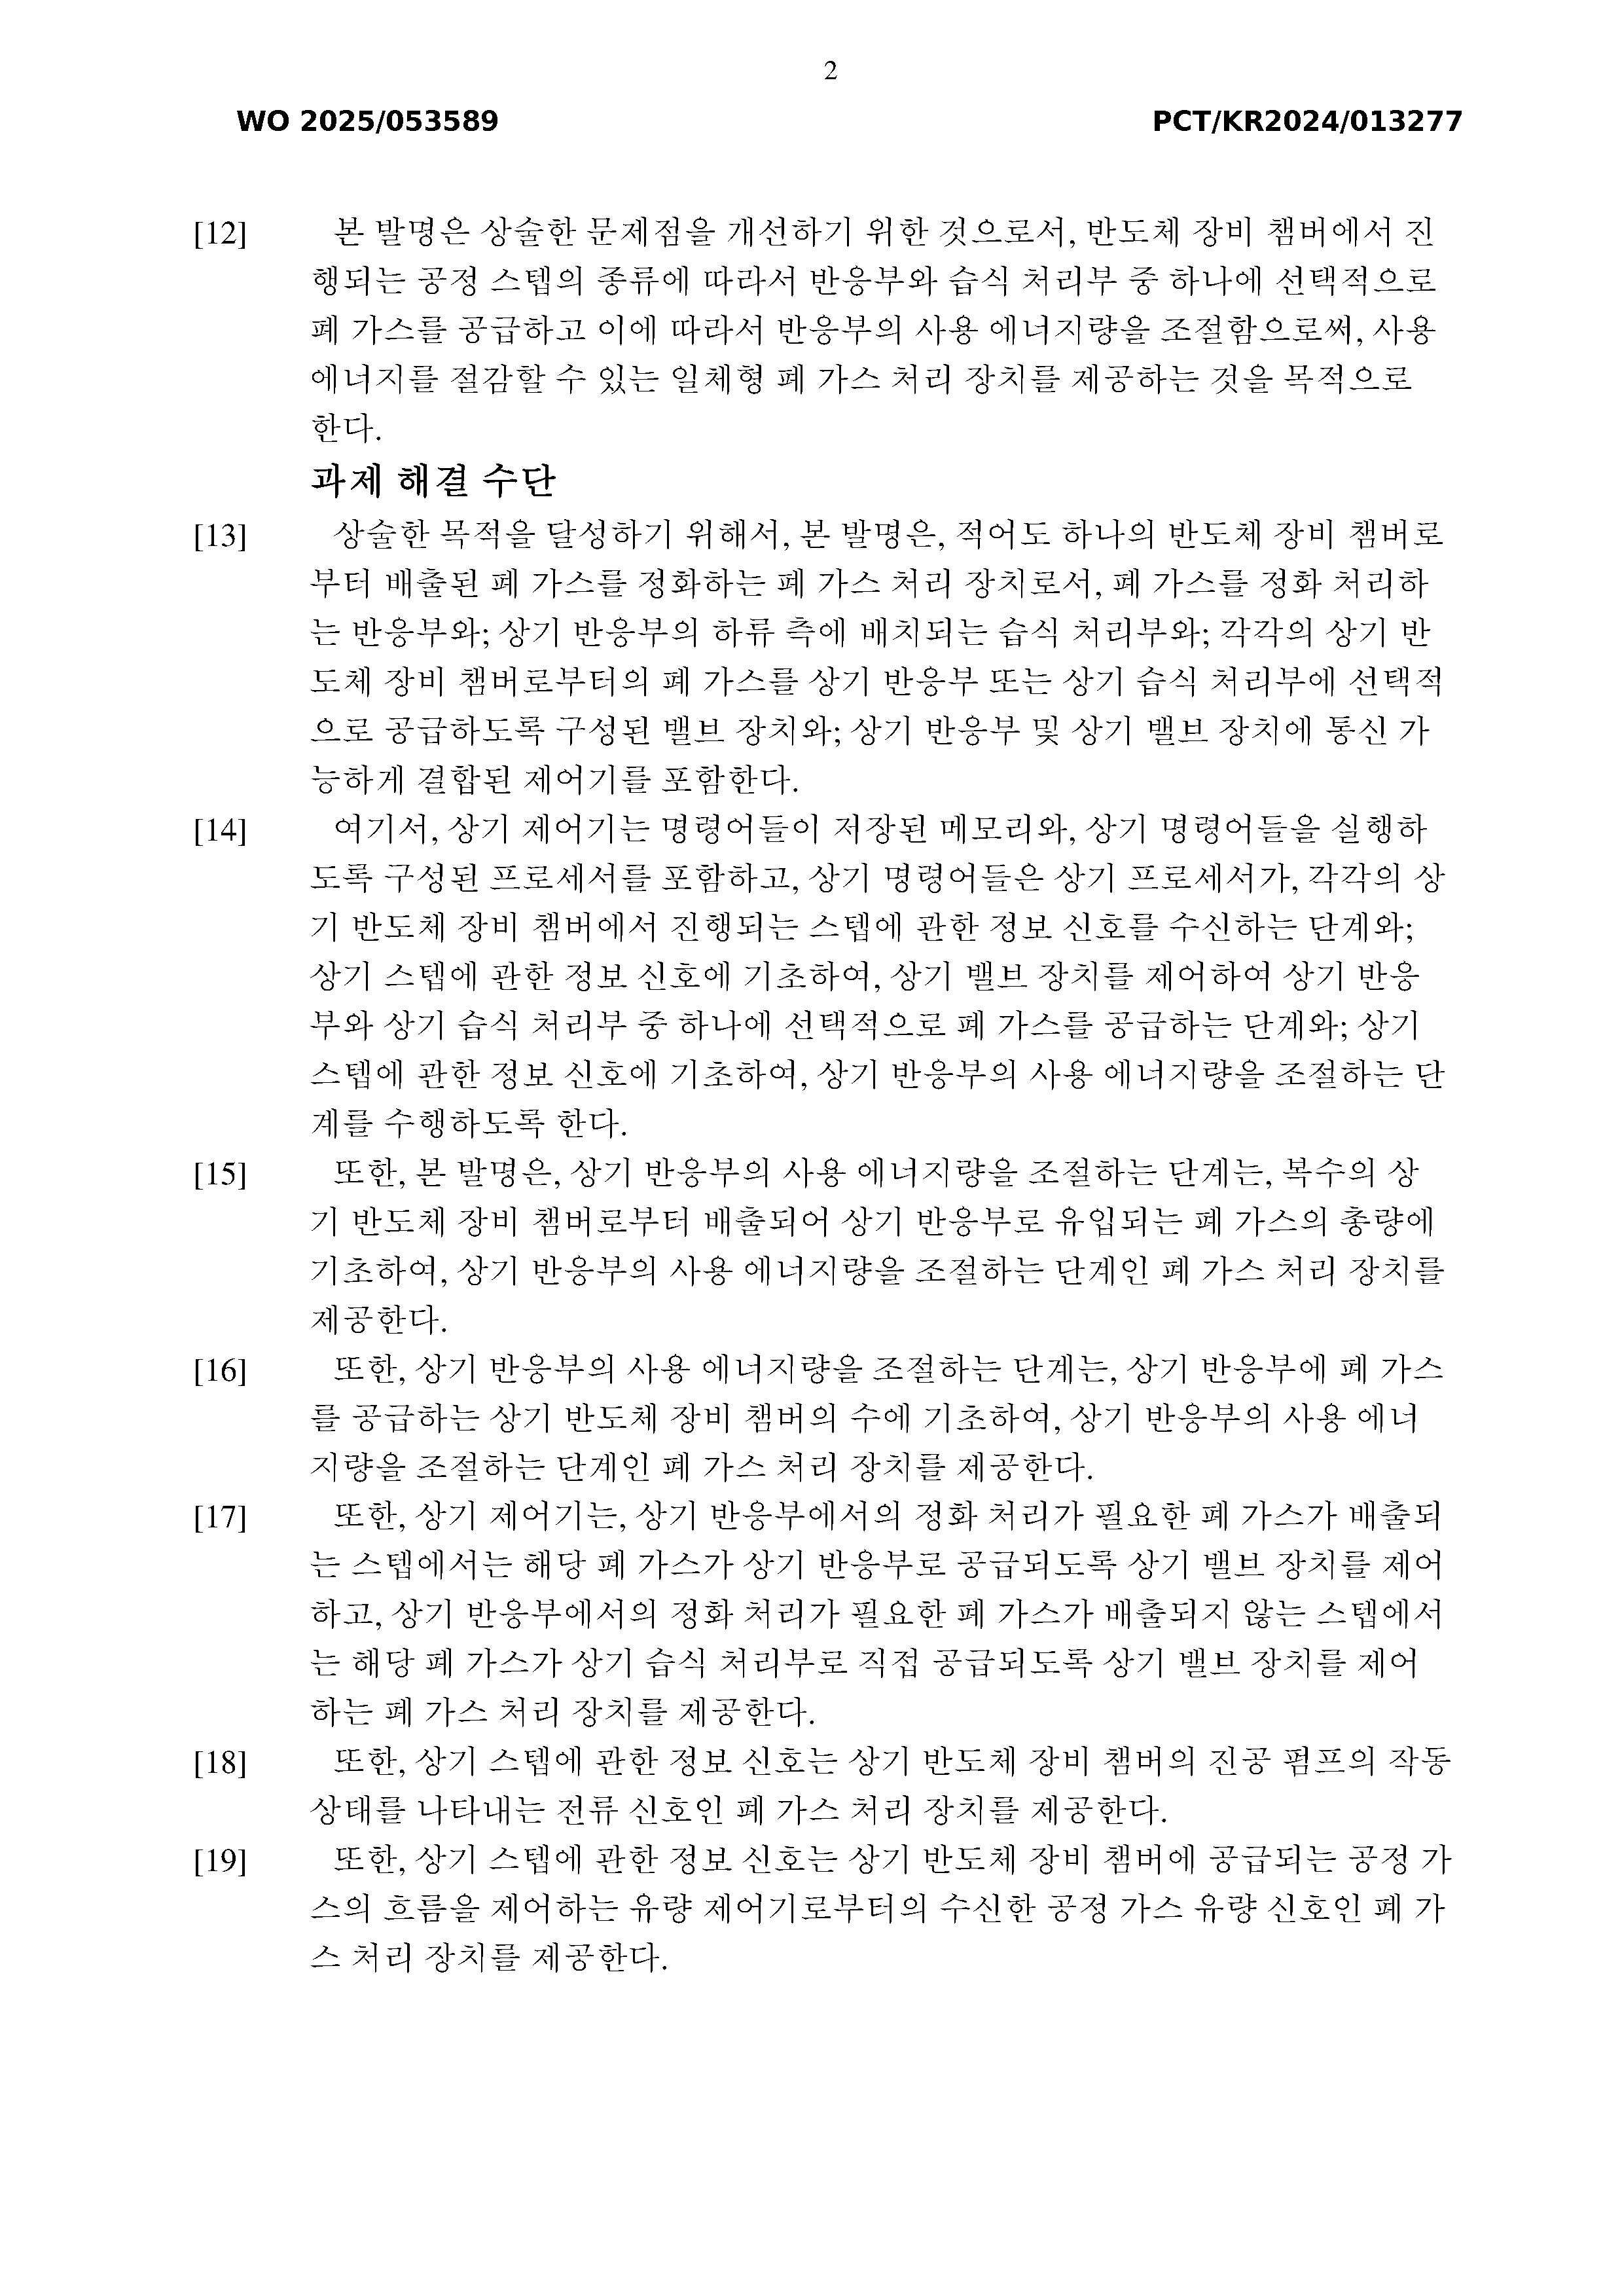 2
WO 2025/053589 PCT/KR2024/013277
[12] 본 발명은 상술한 문제점을 개선하기 위한 것으로서, 반도체 장비 챔버에서 진
행되는 공정 스텝의 종류에 따라서 반응부와 습식 처리부 중 하나에 선택적으로
폐 가스를 공급하고 이에 따라서 반응부의 사용 에너지량을 조절함으로써, 사용
에너지를 절감할 수 있는 일체형 폐 가스 처리 장치를 제공하는 것을 목적으로
한다.
과제 해결 수단
[13] 상술한 목적을 달성하기 위해서, 본 발명은, 적어도 하나의 반도체 장비 챔버로
부터 배출된 폐 가스를 정화하는 폐 가스 처리 장치로서, 폐 가스를 정화 처리하
는 반응부와; 상기 반응부의 하류 측에 배치되는 습식 처리부와; 각각의 상기 반
도체 장비 챔버로부터의 폐 가스를 상기 반응부 또는 상기 습식 처리부에 선택적
으로 공급하도록 구성된 밸브 장치와; 상기 반응부 및 상기 밸브 장치에 통신 가
능하게 결합된 제어기를 포함한다.
[14] 여기서, 상기 제어기는 명령어들이 저장된 메모리와, 상기 명령어들을 실행하
도록 구성된 프로세서를 포함하고, 상기 명령어들은 상기 프로세서가, 각각의 상
기 반도체 장비 챔버에서 진행되는 스텝에 관한 정보 신호를 수신하는 단계와;
상기 스텝에 관한 정보 신호에 기초하여, 상기 밸브 장치를 제어하여 상기 반응
부와 상기 습식 처리부 중 하나에 선택적으로 폐 가스를 공급하는 단계와; 상기
스텝에 관한 정보 신호에 기초하여, 상기 반응부의 사용 에너지량을 조절하는 단
계를 수행하도록 한다.
[15] 또한, 본 발명은, 상기 반응부의 사용 에너지량을 조절하는 단계는, 복수의 상
기 반도체 장비 챔버로부터 배출되어 상기 반응부로 유입되는 폐 가스의 총량에
기초하여, 상기 반응부의 사용 에너지량을 조절하는 단계인 폐 가스 처리 장치를
제공한다.
[16] 또한, 상기 반응부의 사용 에너지량을 조절하는 단계는, 상기 반응부에 폐 가스
를 공급하는 상기 반도체 장비 챔버의 수에 기초하여, 상기 반응부의 사용 에너
지량을 조절하는 단계인 폐 가스 처리 장치를 제공한다.
[17] 또한, 상기 제어기는, 상기 반응부에서의 정화 처리가 필요한 폐 가스가 배출되
는 스텝에서는 해당 폐 가스가 상기 반응부로 공급되도록 상기 밸브 장치를 제어
하고, 상기 반응부에서의 정화 처리가 필요한 폐 가스가 배출되지 않는 스텝에서
는 해당 폐 가스가 상기 습식 처리부로 직접 공급되도록 상기 밸브 장치를 제어
하는 폐 가스 처리 장치를 제공한다.
[18] 또한, 상기 스텝에 관한 정보 신호는 상기 반도체 장비 챔버의 진공 펌프의 작동
상태를 나타내는 전류 신호인 폐 가스 처리 장치를 제공한다.
[19] 또한, 상기 스텝에 관한 정보 신호는 상기 반도체 장비 챔버에 공급되는 공정 가
스의 흐름을 제어하는 유량 제어기로부터의 수신한 공정 가스 유량 신호인 폐 가
스 처리 장치를 제공한다.